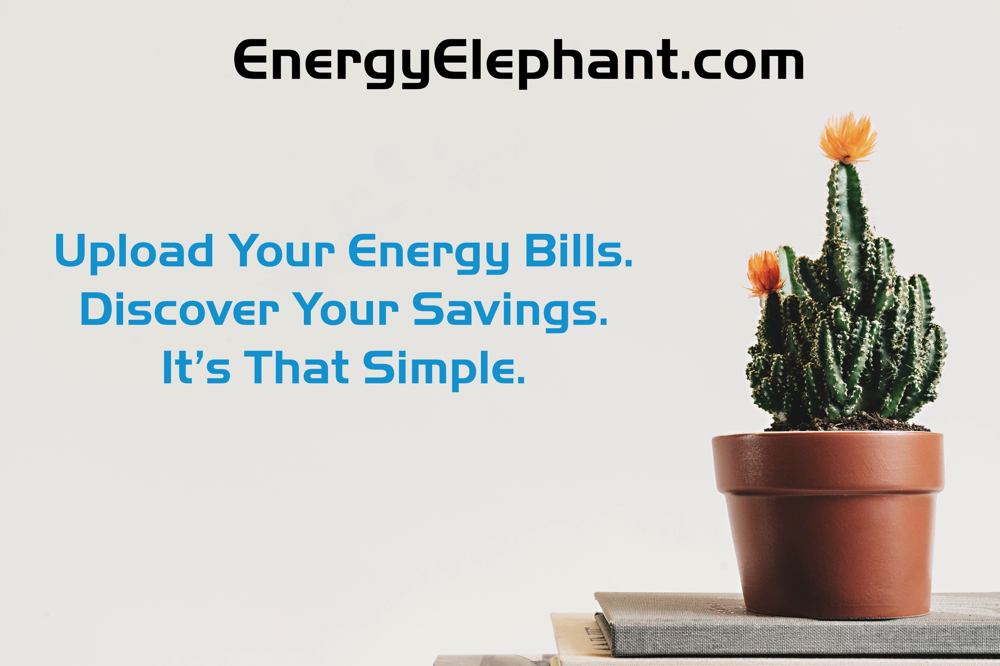 EnergyElephant.com
Upload Your Energy Bills.
Discover Your Savings.
It’s That Simple.